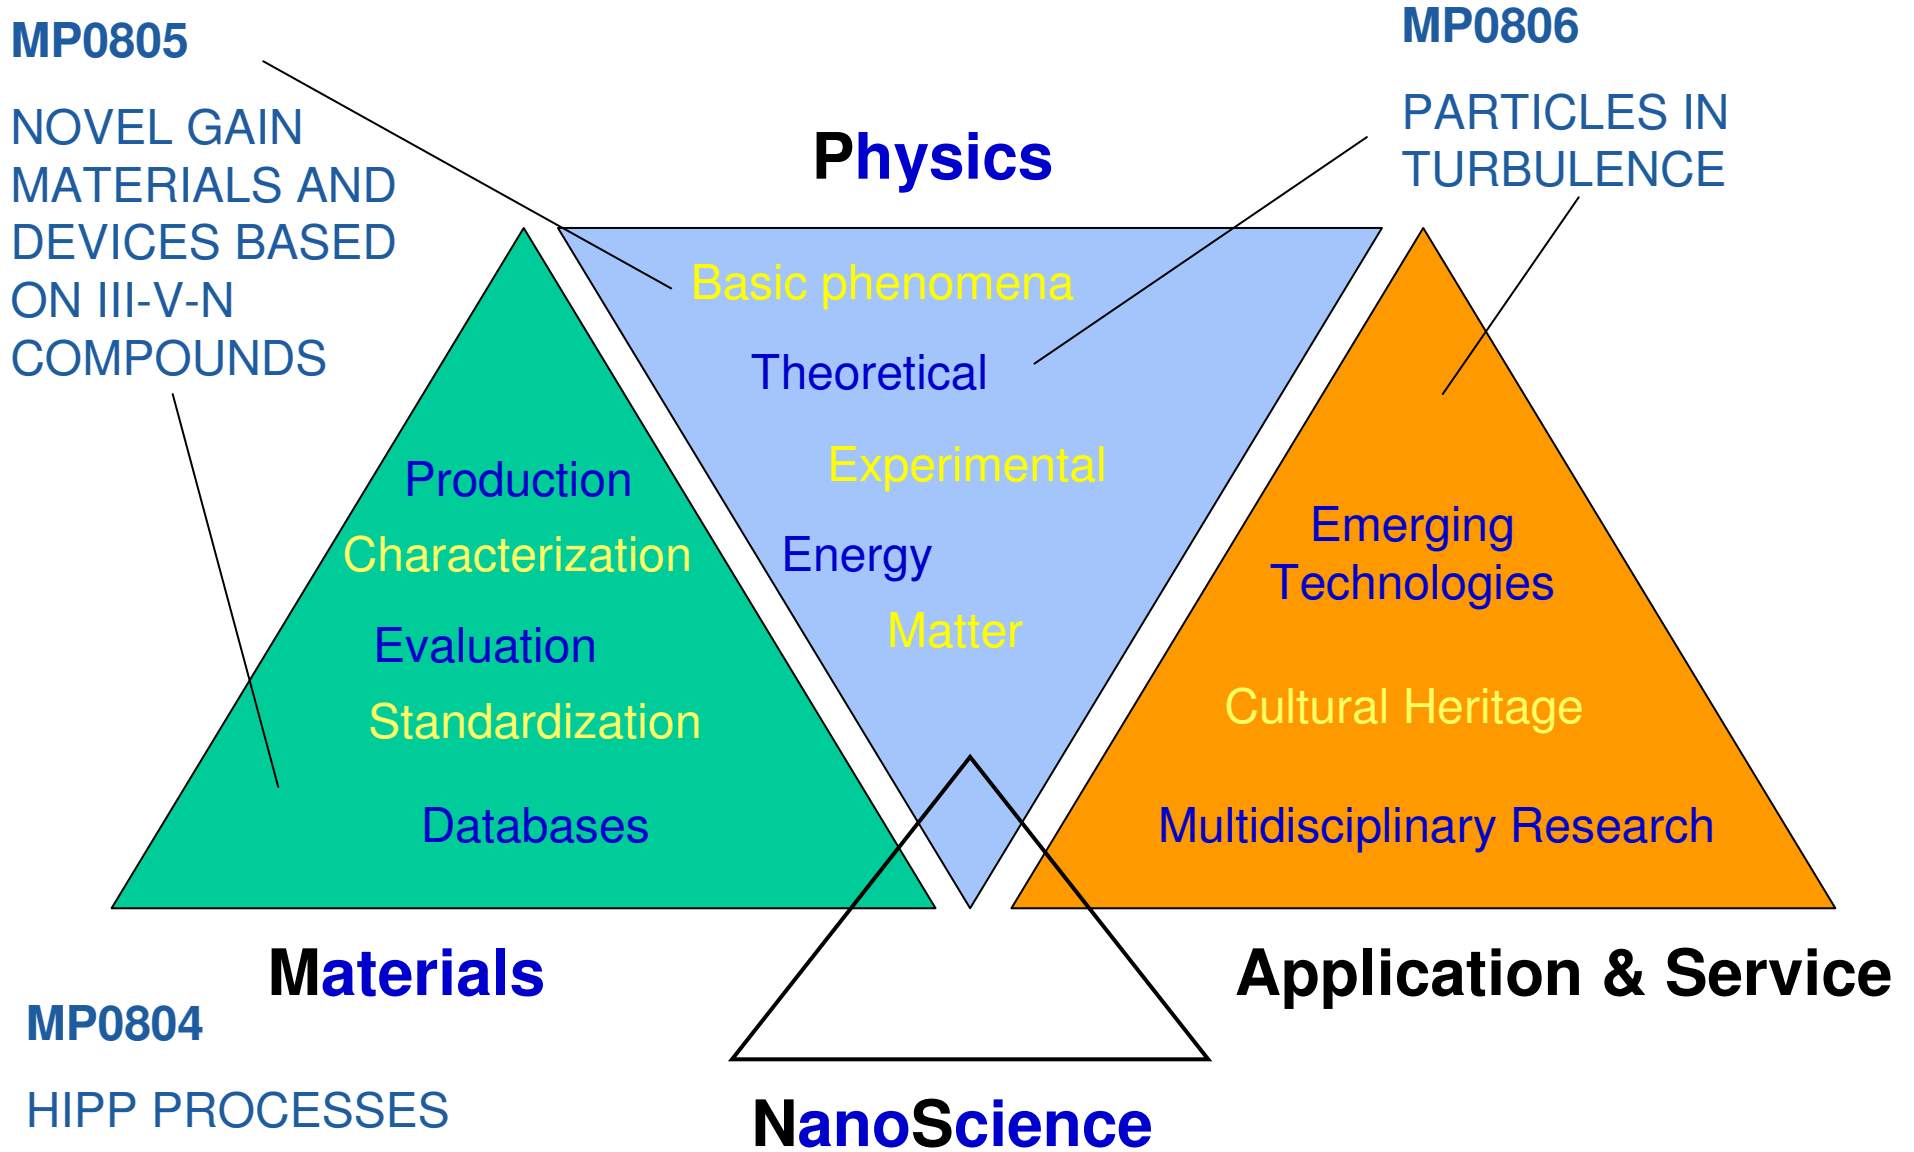 MP0805
NOVEL GAIN
MATERIALS AND
DEVICES BASED
ON III-V-N
COMPOUNDS
MP0806
PARTICLES IN
TURBULENCE
Physics
Basic phenomena
Theoretical
Experimental
Energy
Matter
Production
Characterization
Evaluation
Standardization
Databases
Emerging
Technologies
Cultural Heritage
Multidisciplinary Research
Materials
Application & Service
MP0804
HIPP PROCESSES
NanoScience